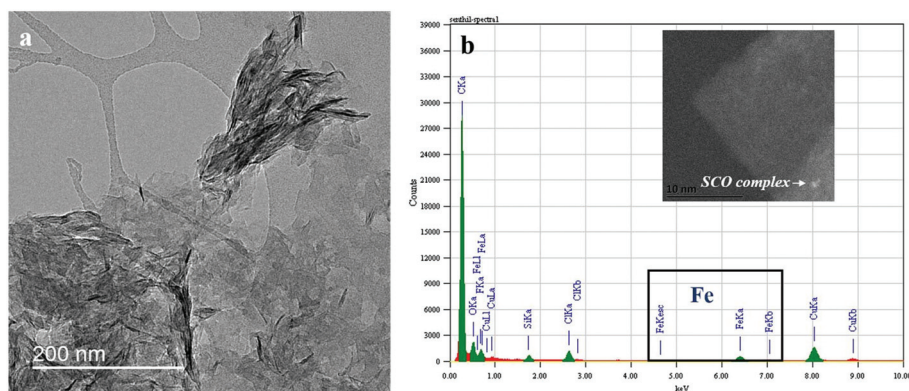 a
200 nm
senthil-spectra1
b
Counts
39000
36000
33000
30000
27000
24000
21000
18000
15000
12000
9000
6000
3000
0
CKa
OKa
FKa
FeLl
FeLa
CuLl
CuLa
SiKa
ClKa
ClKb
Fe
FeKesc
FeKa
FeKb
CuKa
CuKb
SCO complex
10 nm
0.00 1.00 2.00 3.00 4.00 5.00 6.00 7.00 8.00 9.00 10.00
keV